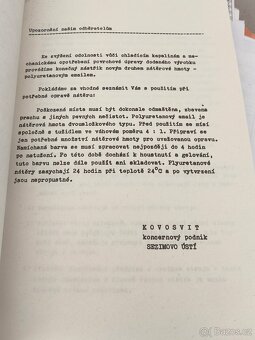 Upozornění našim odběratelům
Ke zvýšení odolnosti vůči chladícím kapalinám a me-
chanickému opotřebení povrchové úpravy dodaného výrobku
provádíme konečný nástřik novým druhem nátěrové hmoty -
polyuretanovým emailem.
Pokládáme za vhodné seznámit Vás s použitím při
potřebné opravě nátěru:
Poškozená místa musí být dokonale odmaštěna, zbavena
prachu a jiných pevných nečistot. Polyuretanový email je
nátěrová hmota dvousložkového typu. Před použitím se mísí
společně s tužidlem ve váhovém poměru 4 : 1. Připraví se
jen potřebné množství nátěrové hmoty pro uvažovanou opravu.
Namíchaná barva se musí zpracovat nejpozději do 4 hodin
po natužení. Po této době dochází k houstnutí a gelování,
tuto barvu nelze dále použít ani skladovat. Plyuretanové
nátěry zasychají 24 hodin při teplotě 24°C a po vytvrzení
jsou nepropustné.
K O V O S V I T
koncernový podnik
SEZIMOVO ÚSTÍ
sbazar.cz